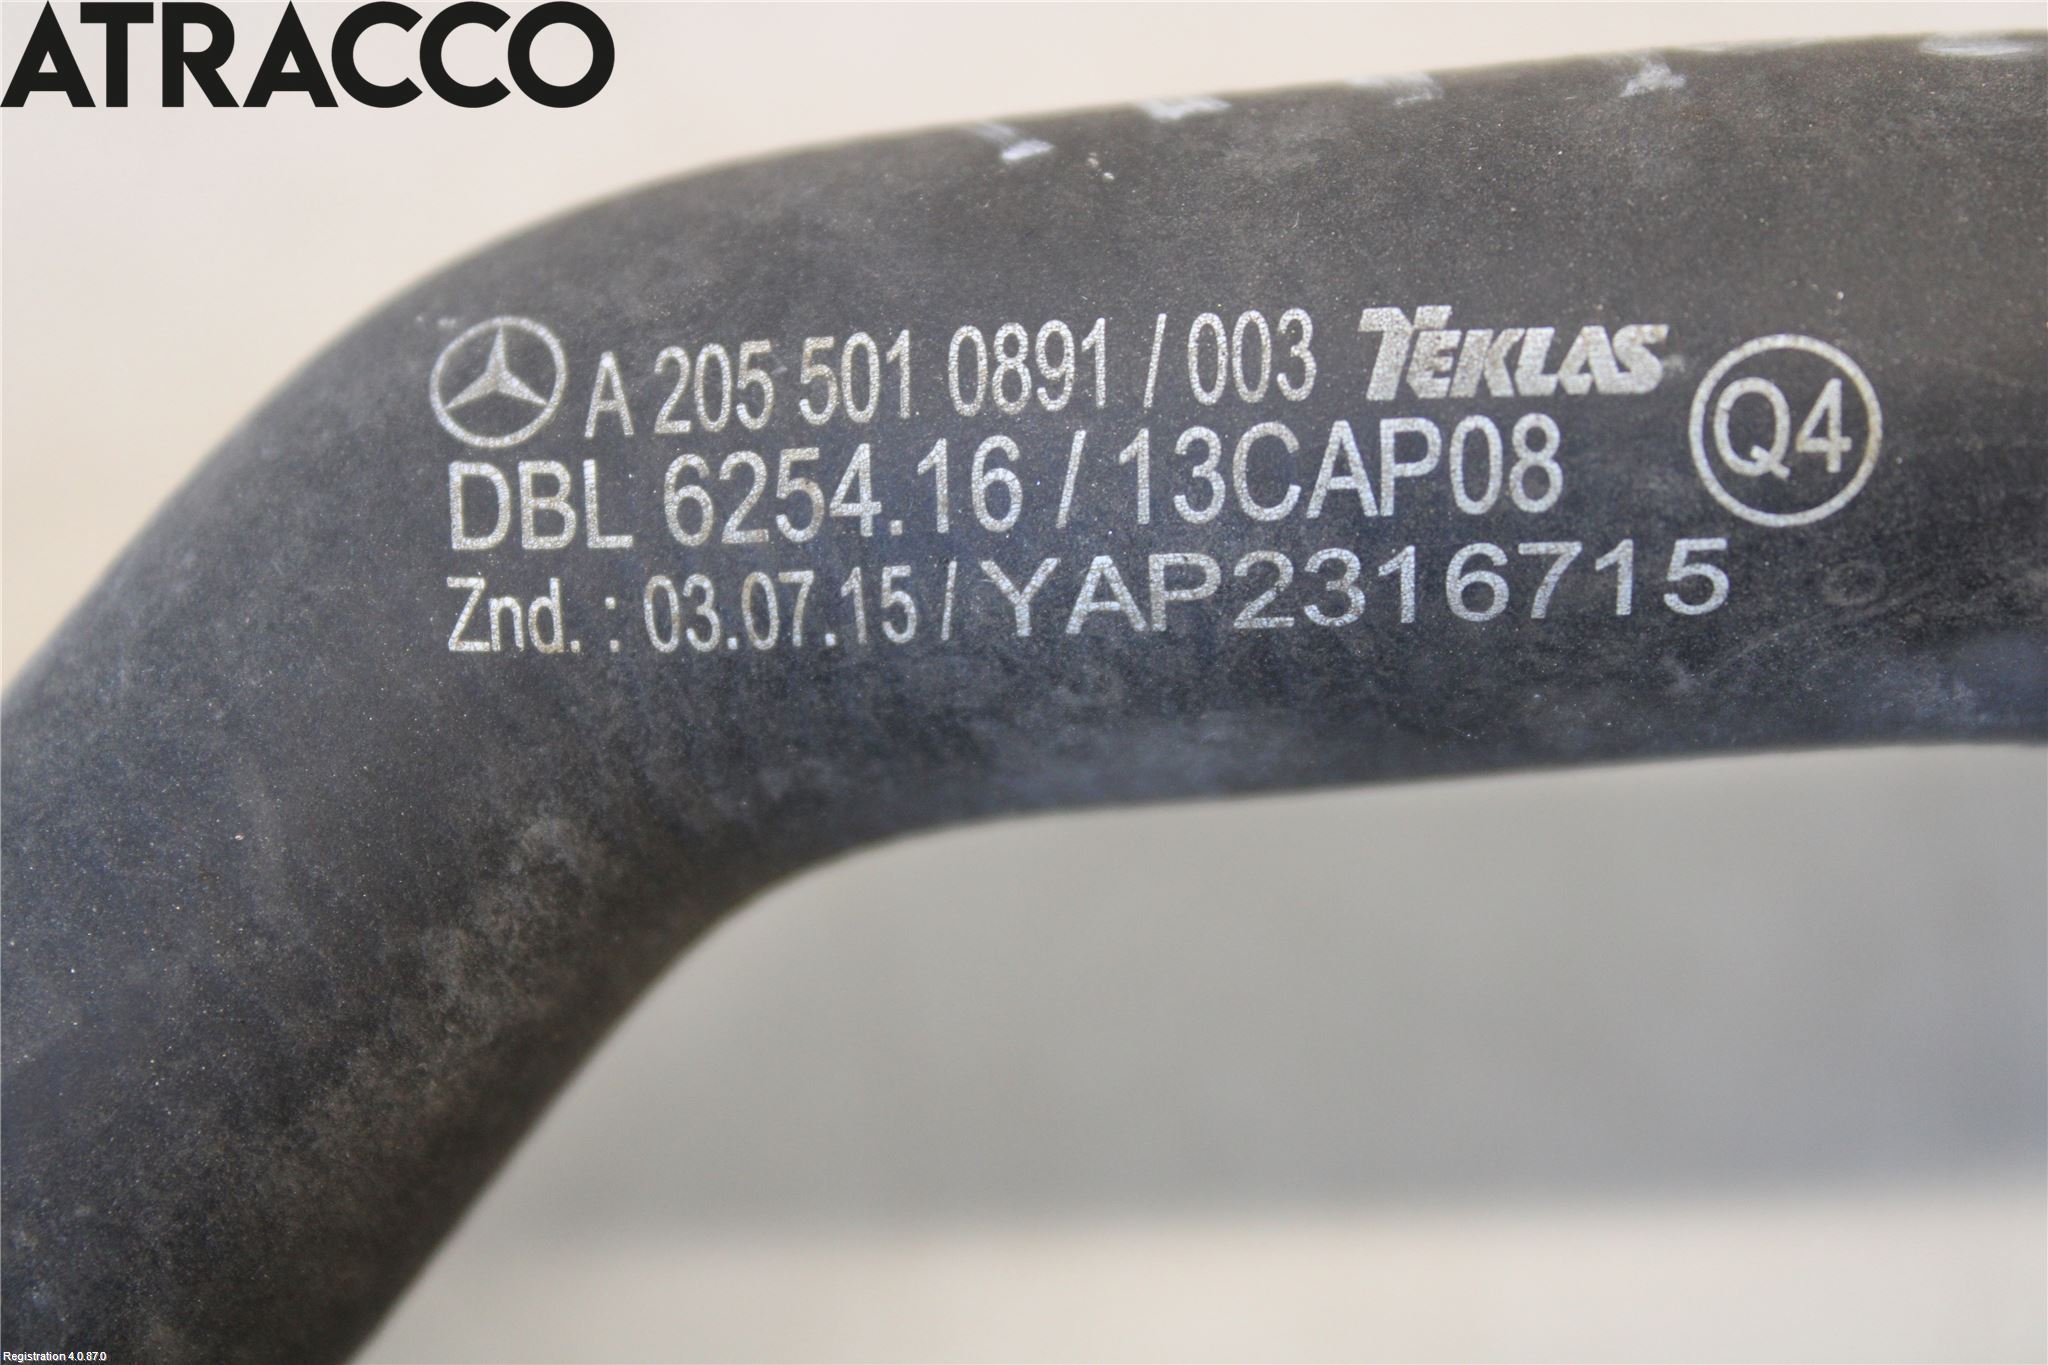 ATRACCO
A 205 501 0891 / 003 TEKLAS
DBL 6254.16 / 13CAP08 Q4
Znd. : 03.07.15 / YAP2316715
Registration 4.0.87.0